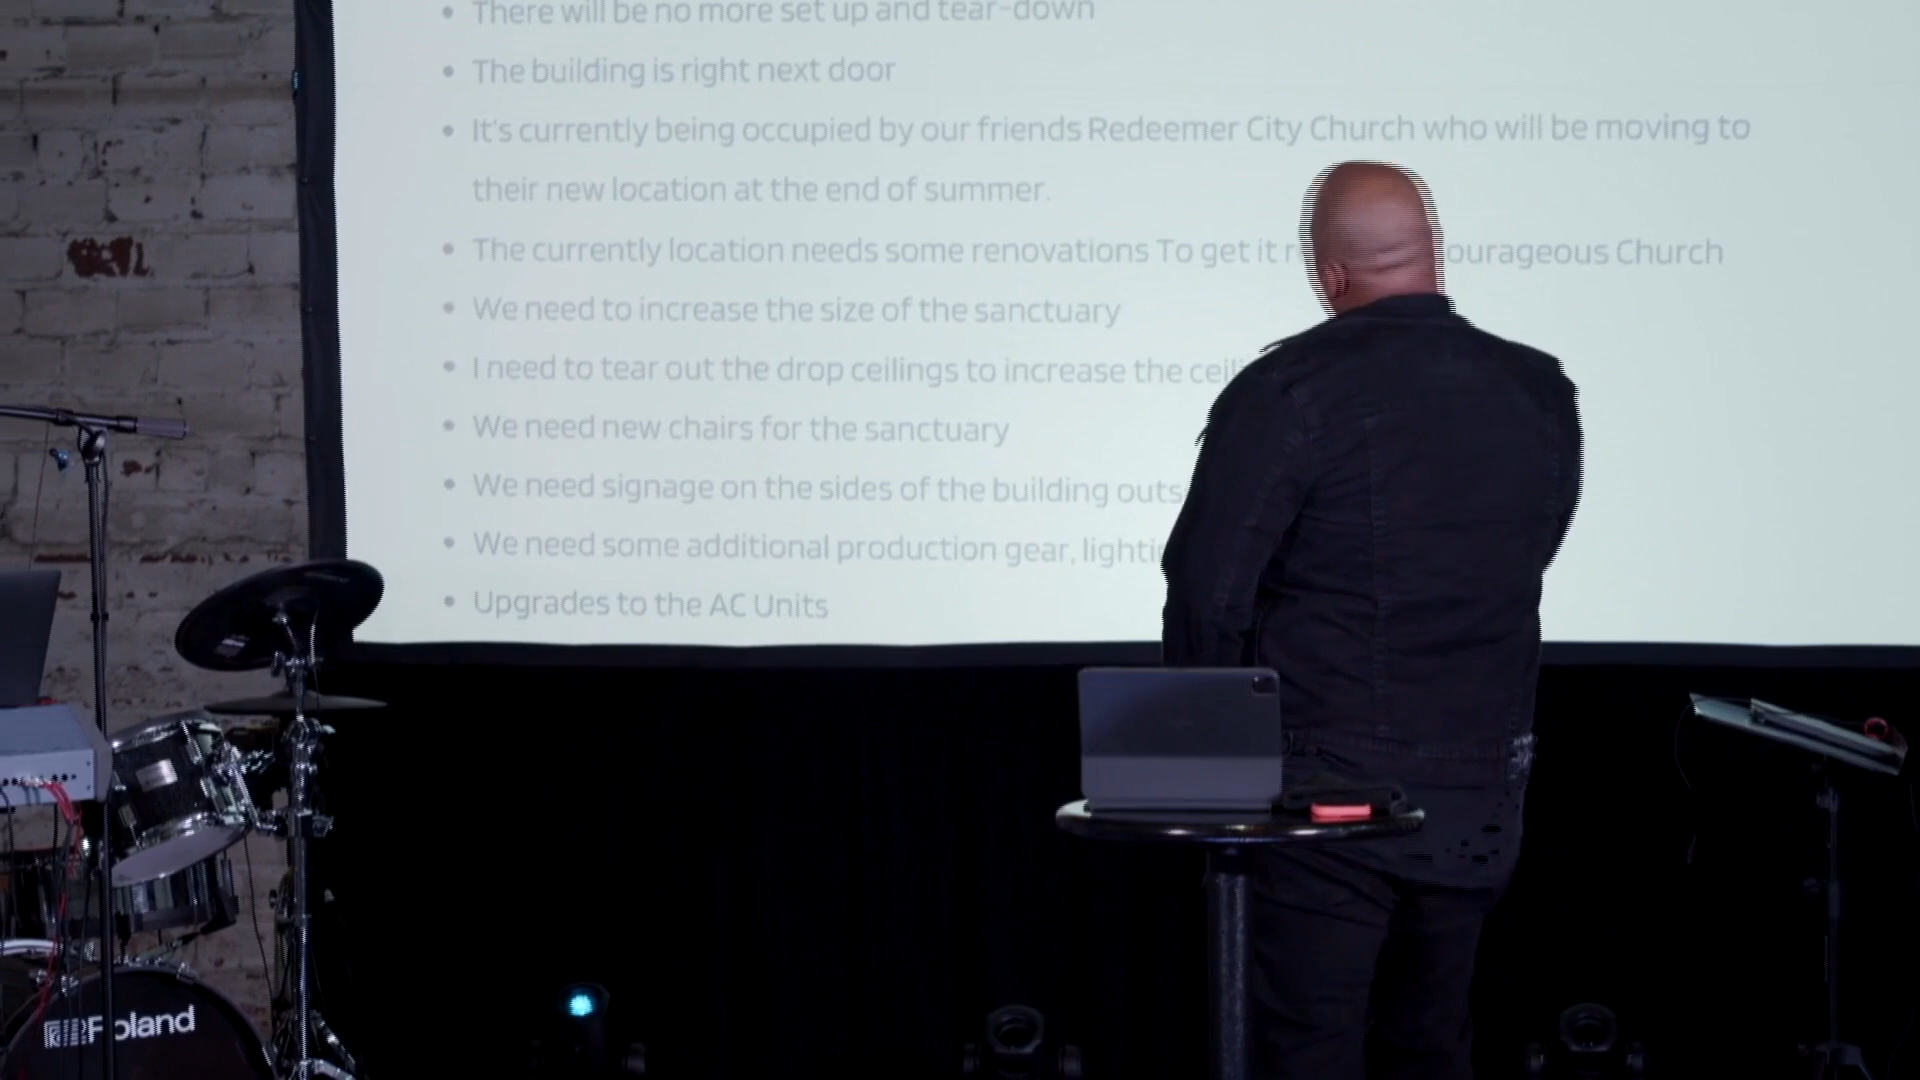 There will be no more set up and tear-down
The building is right next door
It's currently being occupied by our friends Redeemer City Church who will be moving to
their new location at the end of summer.
The currently location needs some renovations To get it ourageous Church
We need to increase the size of the sanctuary
I need to tear out the drop ceilings to increase the ceili
We need new chairs for the sanctuary
We need signage on the sides of the building outs
We need some additional production gear, lighti
Upgrades to the AC Units
Roland